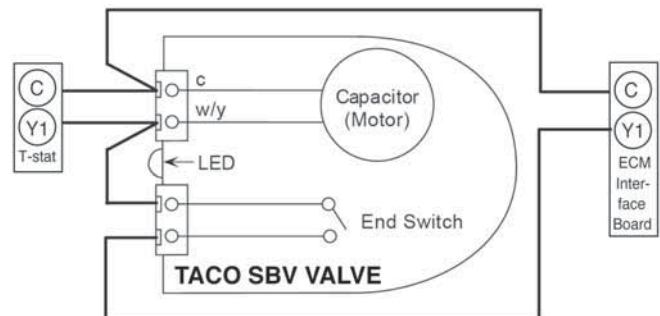 c
Capacitor
(Motor)
w/y
C
Y1
T-stat
LED
End Switch
TACO SBV VALVE
C
Y1
ECM
Inter-
face
Board